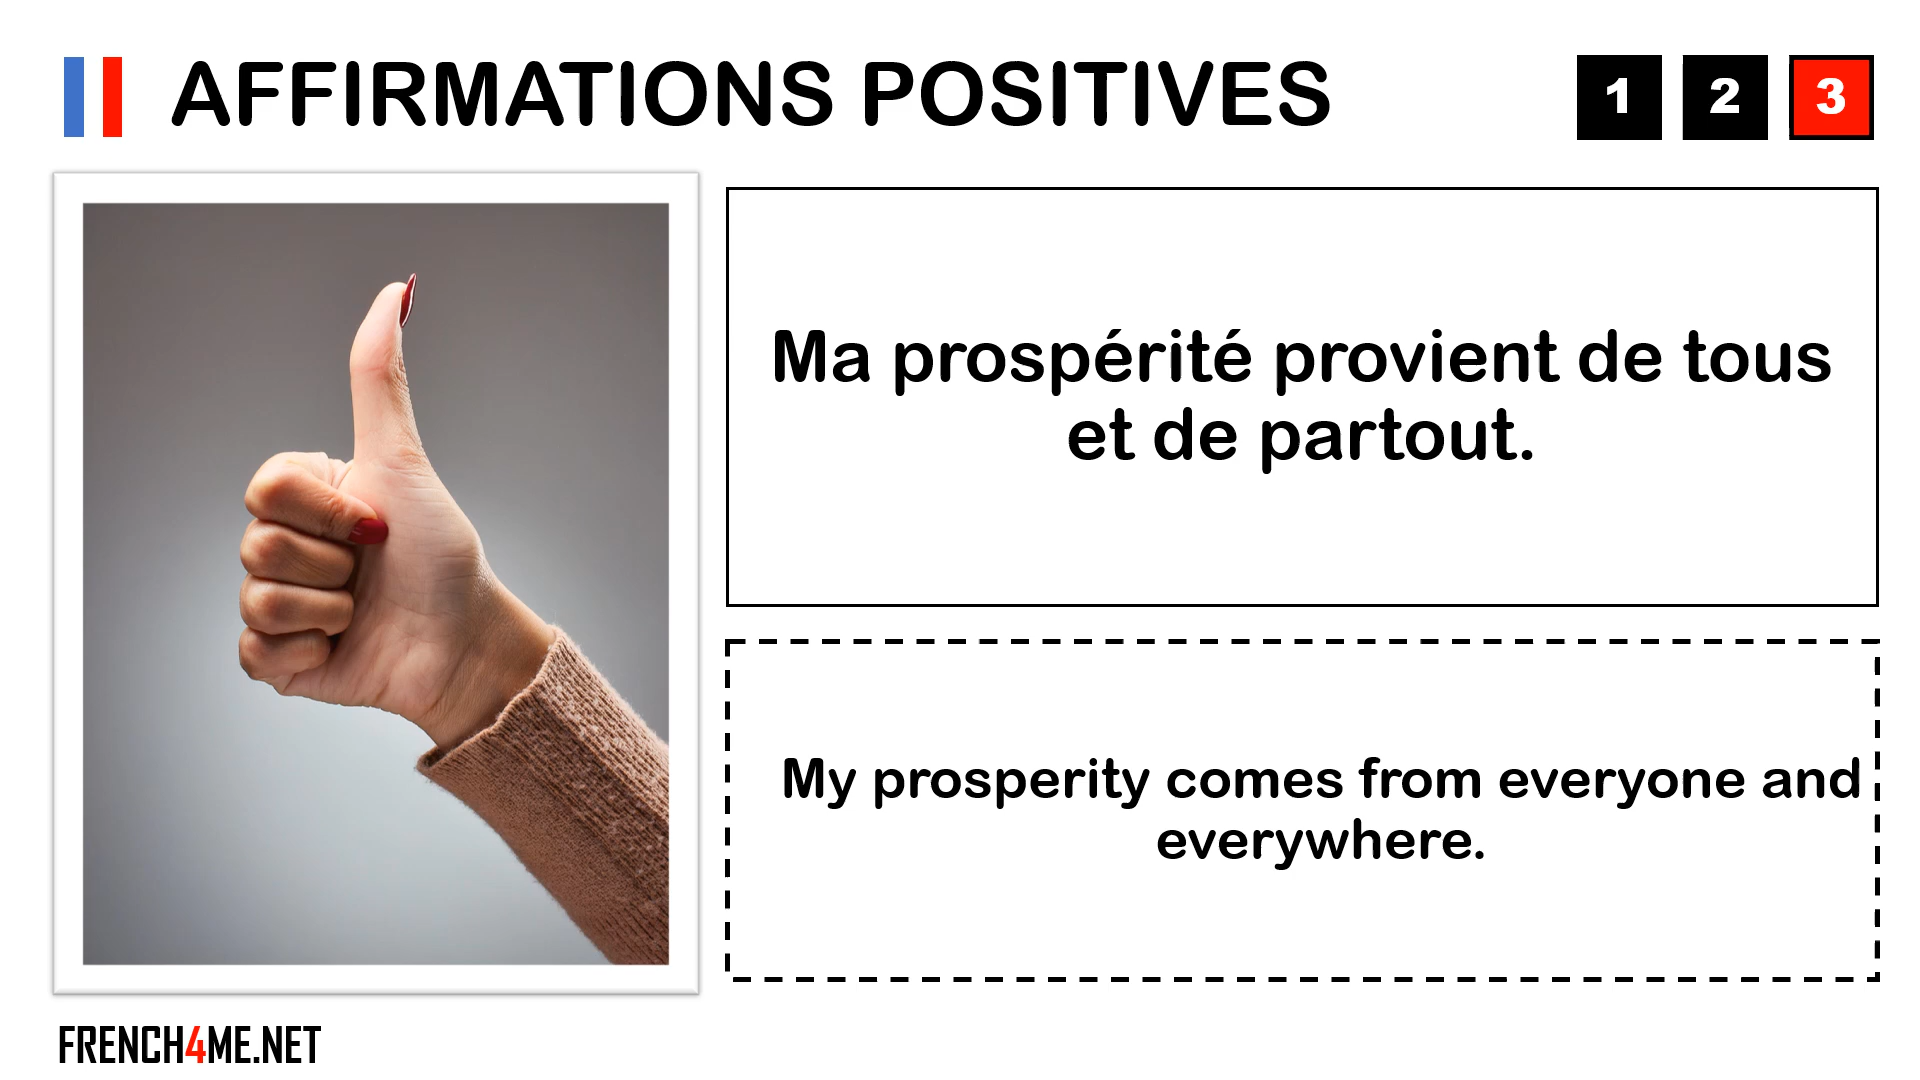 AFFIRMATIONS POSITIVES
1 2 3
Ma prospérité provient de tous
et de partout.
My prosperity comes from everyone and
everywhere.
FRENCH4ME.NET